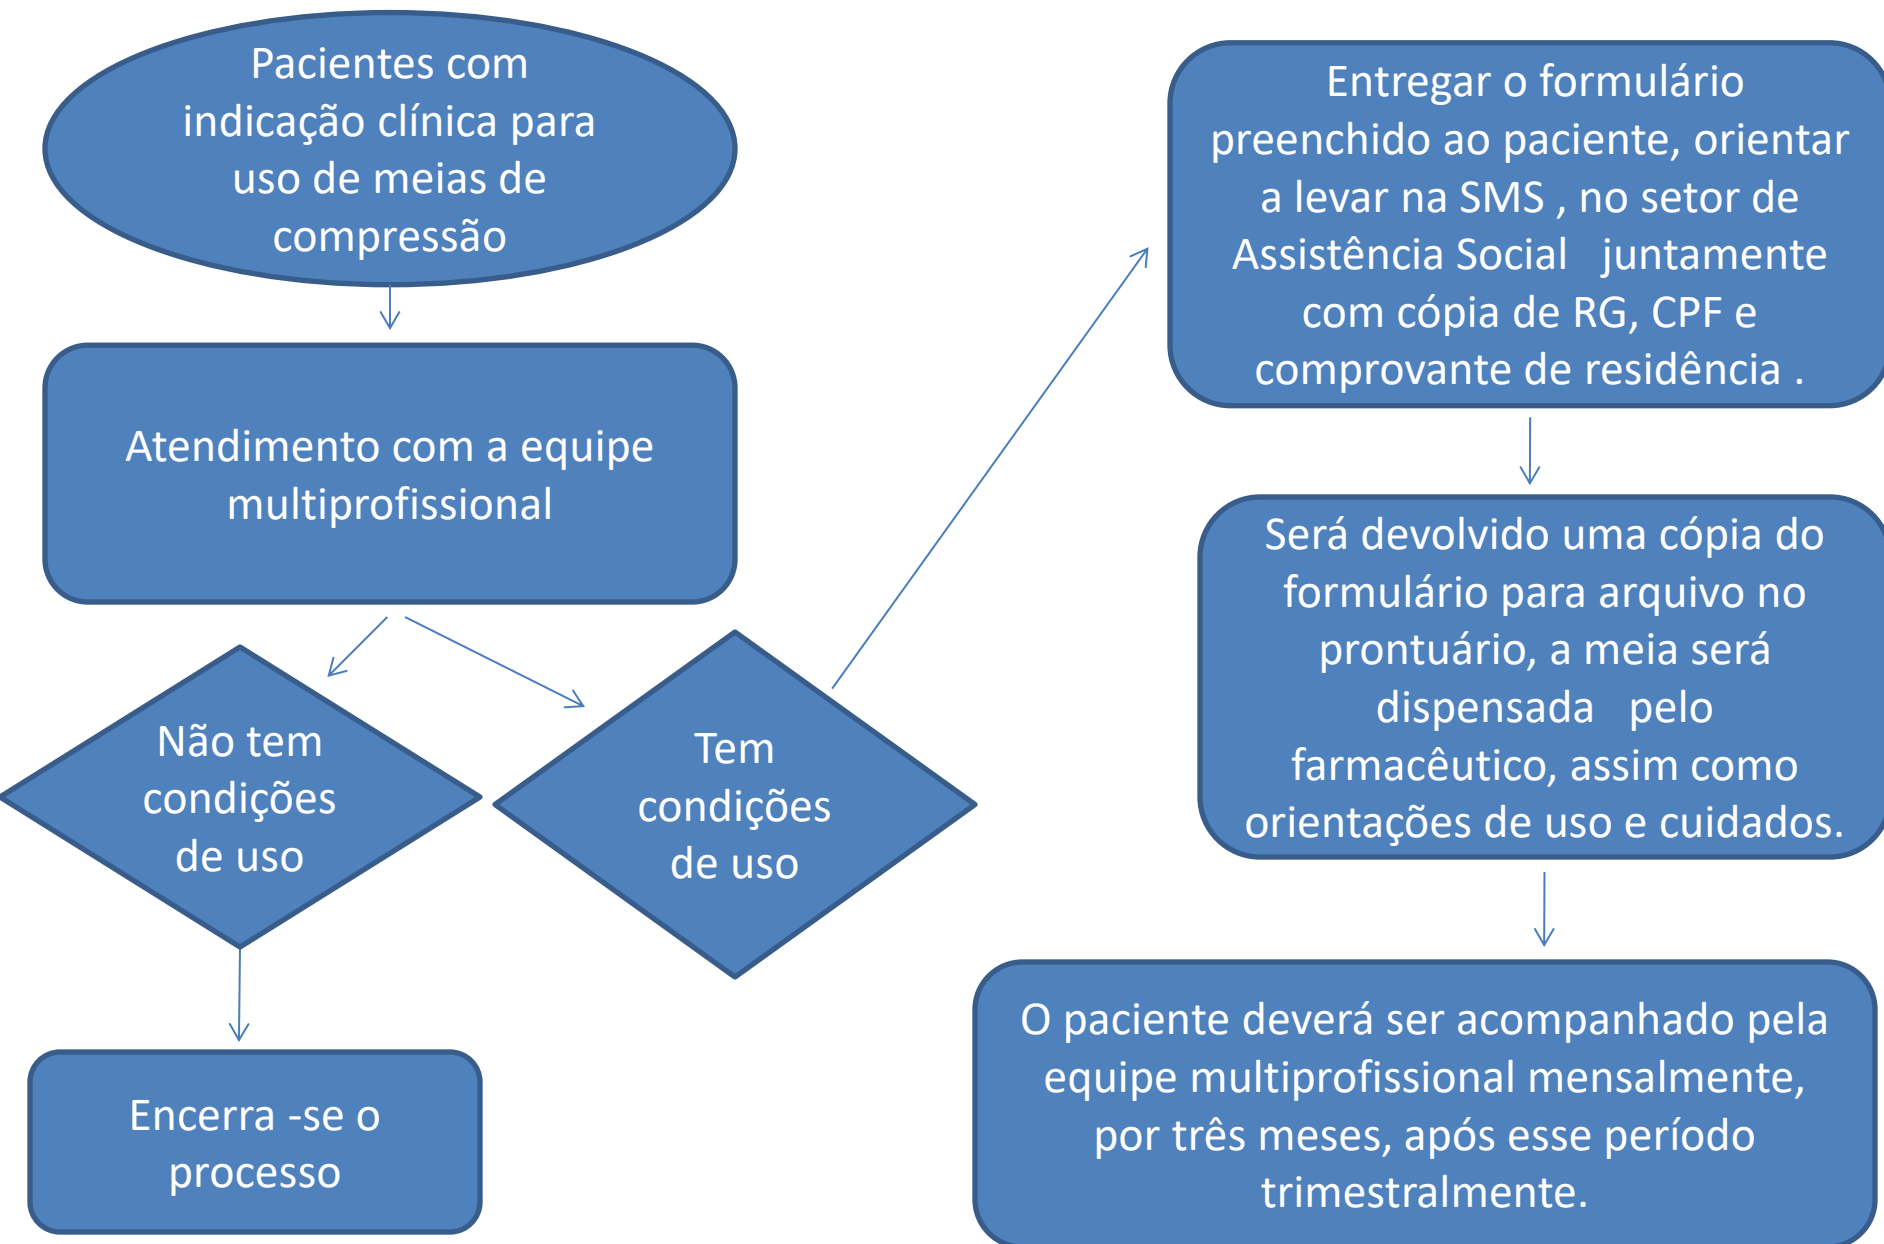 Pacientes com
indicação clínica para
uso de meias de
compressão
Atendimento com a equipe
multiprofissional
Não tem
condições
de uso
Tem
condições
de uso
Encerra -se o
processo
Entregar o formulário
preenchido ao paciente, orientar
a levar na SMS , no setor de
Assistência Social juntamente
com cópia de RG, CPF e
comprovante de residência .
Será devolvido uma cópia do
formulário para arquivo no
prontuário, a meia será
dispensada pelo
farmacêutico, assim como
orientações de uso e cuidados.
O paciente deverá ser acompanhado pela
equipe multiprofissional mensalmente,
por três meses, após esse período
trimestralmente.